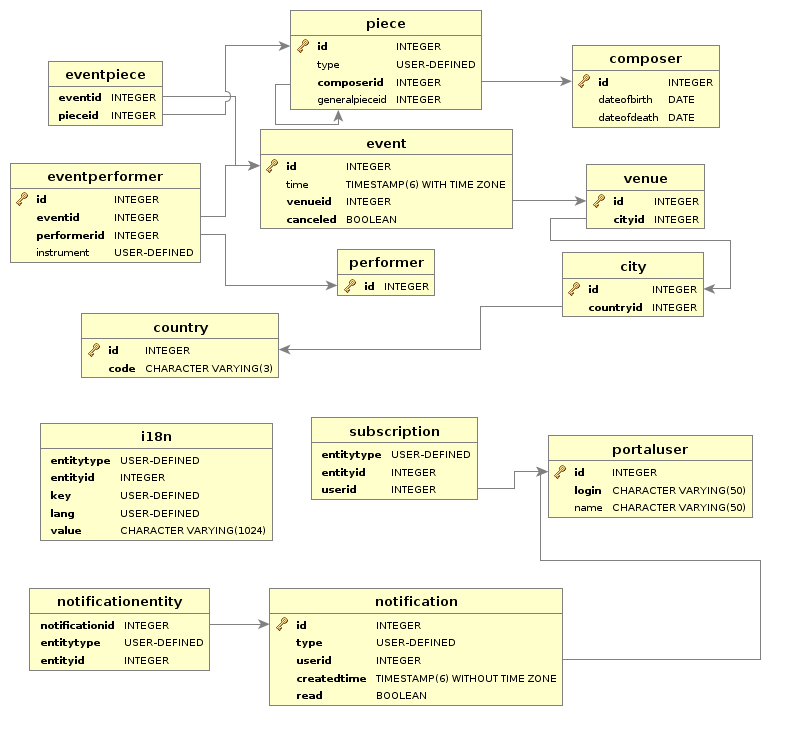 piece
id INTEGER
type USER-DEFINED
composerid INTEGER
generalpieceid INTEGER
composer
id INTEGER
dateofbirth DATE
dateofdeath DATE
eventpiece
eventid INTEGER
pieceid INTEGER
event
id INTEGER
time TIMESTAMP(6) WITH TIME ZONE
venueid INTEGER
canceled BOOLEAN
eventperformer
id INTEGER
eventid INTEGER
performerid INTEGER
instrument USER-DEFINED
venue
id INTEGER
cityid INTEGER
performer
id INTEGER
city
id INTEGER
countryid INTEGER
country
id INTEGER
code CHARACTER VARYING(3)
i18n
entitytype USER-DEFINED
entityid INTEGER
key USER-DEFINED
lang USER-DEFINED
value CHARACTER VARYING(1024)
subscription
entitytype USER-DEFINED
entityid INTEGER
userid INTEGER
portaluser
id INTEGER
login CHARACTER VARYING(50)
name CHARACTER VARYING(50)
notificationentity
notificationid INTEGER
entitytype USER-DEFINED
entityid INTEGER
notification
id INTEGER
type USER-DEFINED
userid INTEGER
createdtime TIMESTAMP(6) WITHOUT TIME ZONE
read BOOLEAN